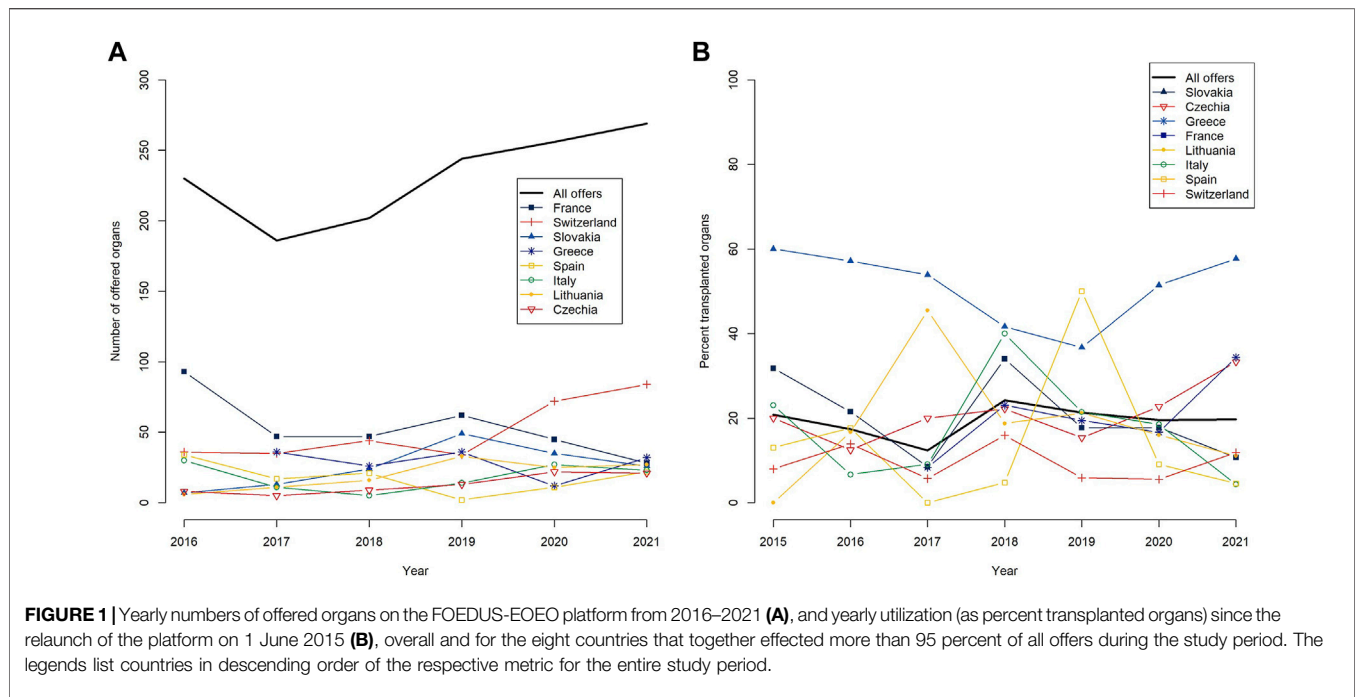 A
300
250
200
150
100
50
0
Number of offered organs
All offers
France
Switzerland
Slovakia
Greece
Spain
Italy
Lithuania
Czechia
2016 2017 2018 2019 2020 2021
Year
B
100
80
60
40
20
0
Percent transplanted organs
All offers
Slovakia
Czechia
Greece
France
Lithuania
Italy
Spain
Switzerland
2015 2016 2017 2018 2019 2020 2021
Year
FIGURE 1 | Yearly numbers of offered organs on the FOEDUS-EOEO platform from 2016–2021 (A), and yearly utilization (as percent transplanted organs) since the
relaunch of the platform on 1 June 2015 (B), overall and for the eight countries that together effected more than 95 percent of all offers during the study period. The
legends list countries in descending order of the respective metric for the entire study period.